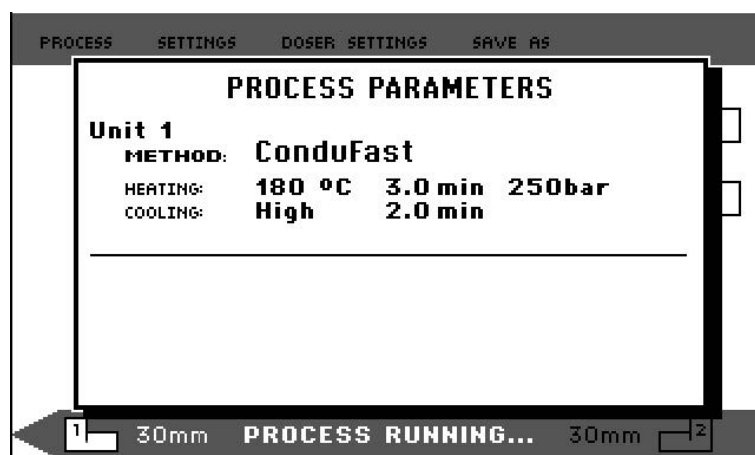 PROCESS SETTINGS DOSER SETTINGS SAVE AS
PROCESS PARAMETERS
Unit 1
METHOD: ConduFast
HEATING: 180 ºC 3.0 min 250bar
COOLING: High 2.0 min
1 30mm PROCESS RUNNING... 30mm 2